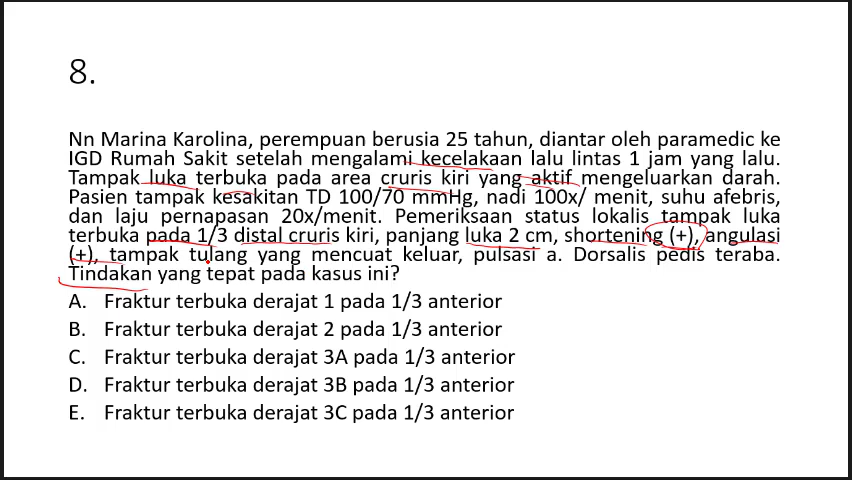 8.
Nn Marina Karolina, perempuan berusia 25 tahun, diantar oleh paramedic ke
IGD Rumah Sakit setelah mengalami kecelakaan lalu lintas 1 jam yang lalu.
Tampak luka terbuka pada area cruris kiri yang aktif mengeluarkan darah.
Pasien tampak kesakitan TD 100/70 mmHg, nadi 100x/ menit, suhu afebris,
dan laju pernapasan 20x/menit. Pemeriksaan status lokalis tampak luka
terbuka pada 1/3 distal cruris kiri, panjang luka 2 cm, shortening (+), angulasi
(+), tampak tulang yang mencuat keluar, pulsasi a. Dorsalis pedis teraba.
Tindakan yang tepat pada kasus ini?
A. Fraktur terbuka derajat 1 pada 1/3 anterior
B. Fraktur terbuka derajat 2 pada 1/3 anterior
C. Fraktur terbuka derajat 3A pada 1/3 anterior
D. Fraktur terbuka derajat 3B pada 1/3 anterior
E. Fraktur terbuka derajat 3C pada 1/3 anterior